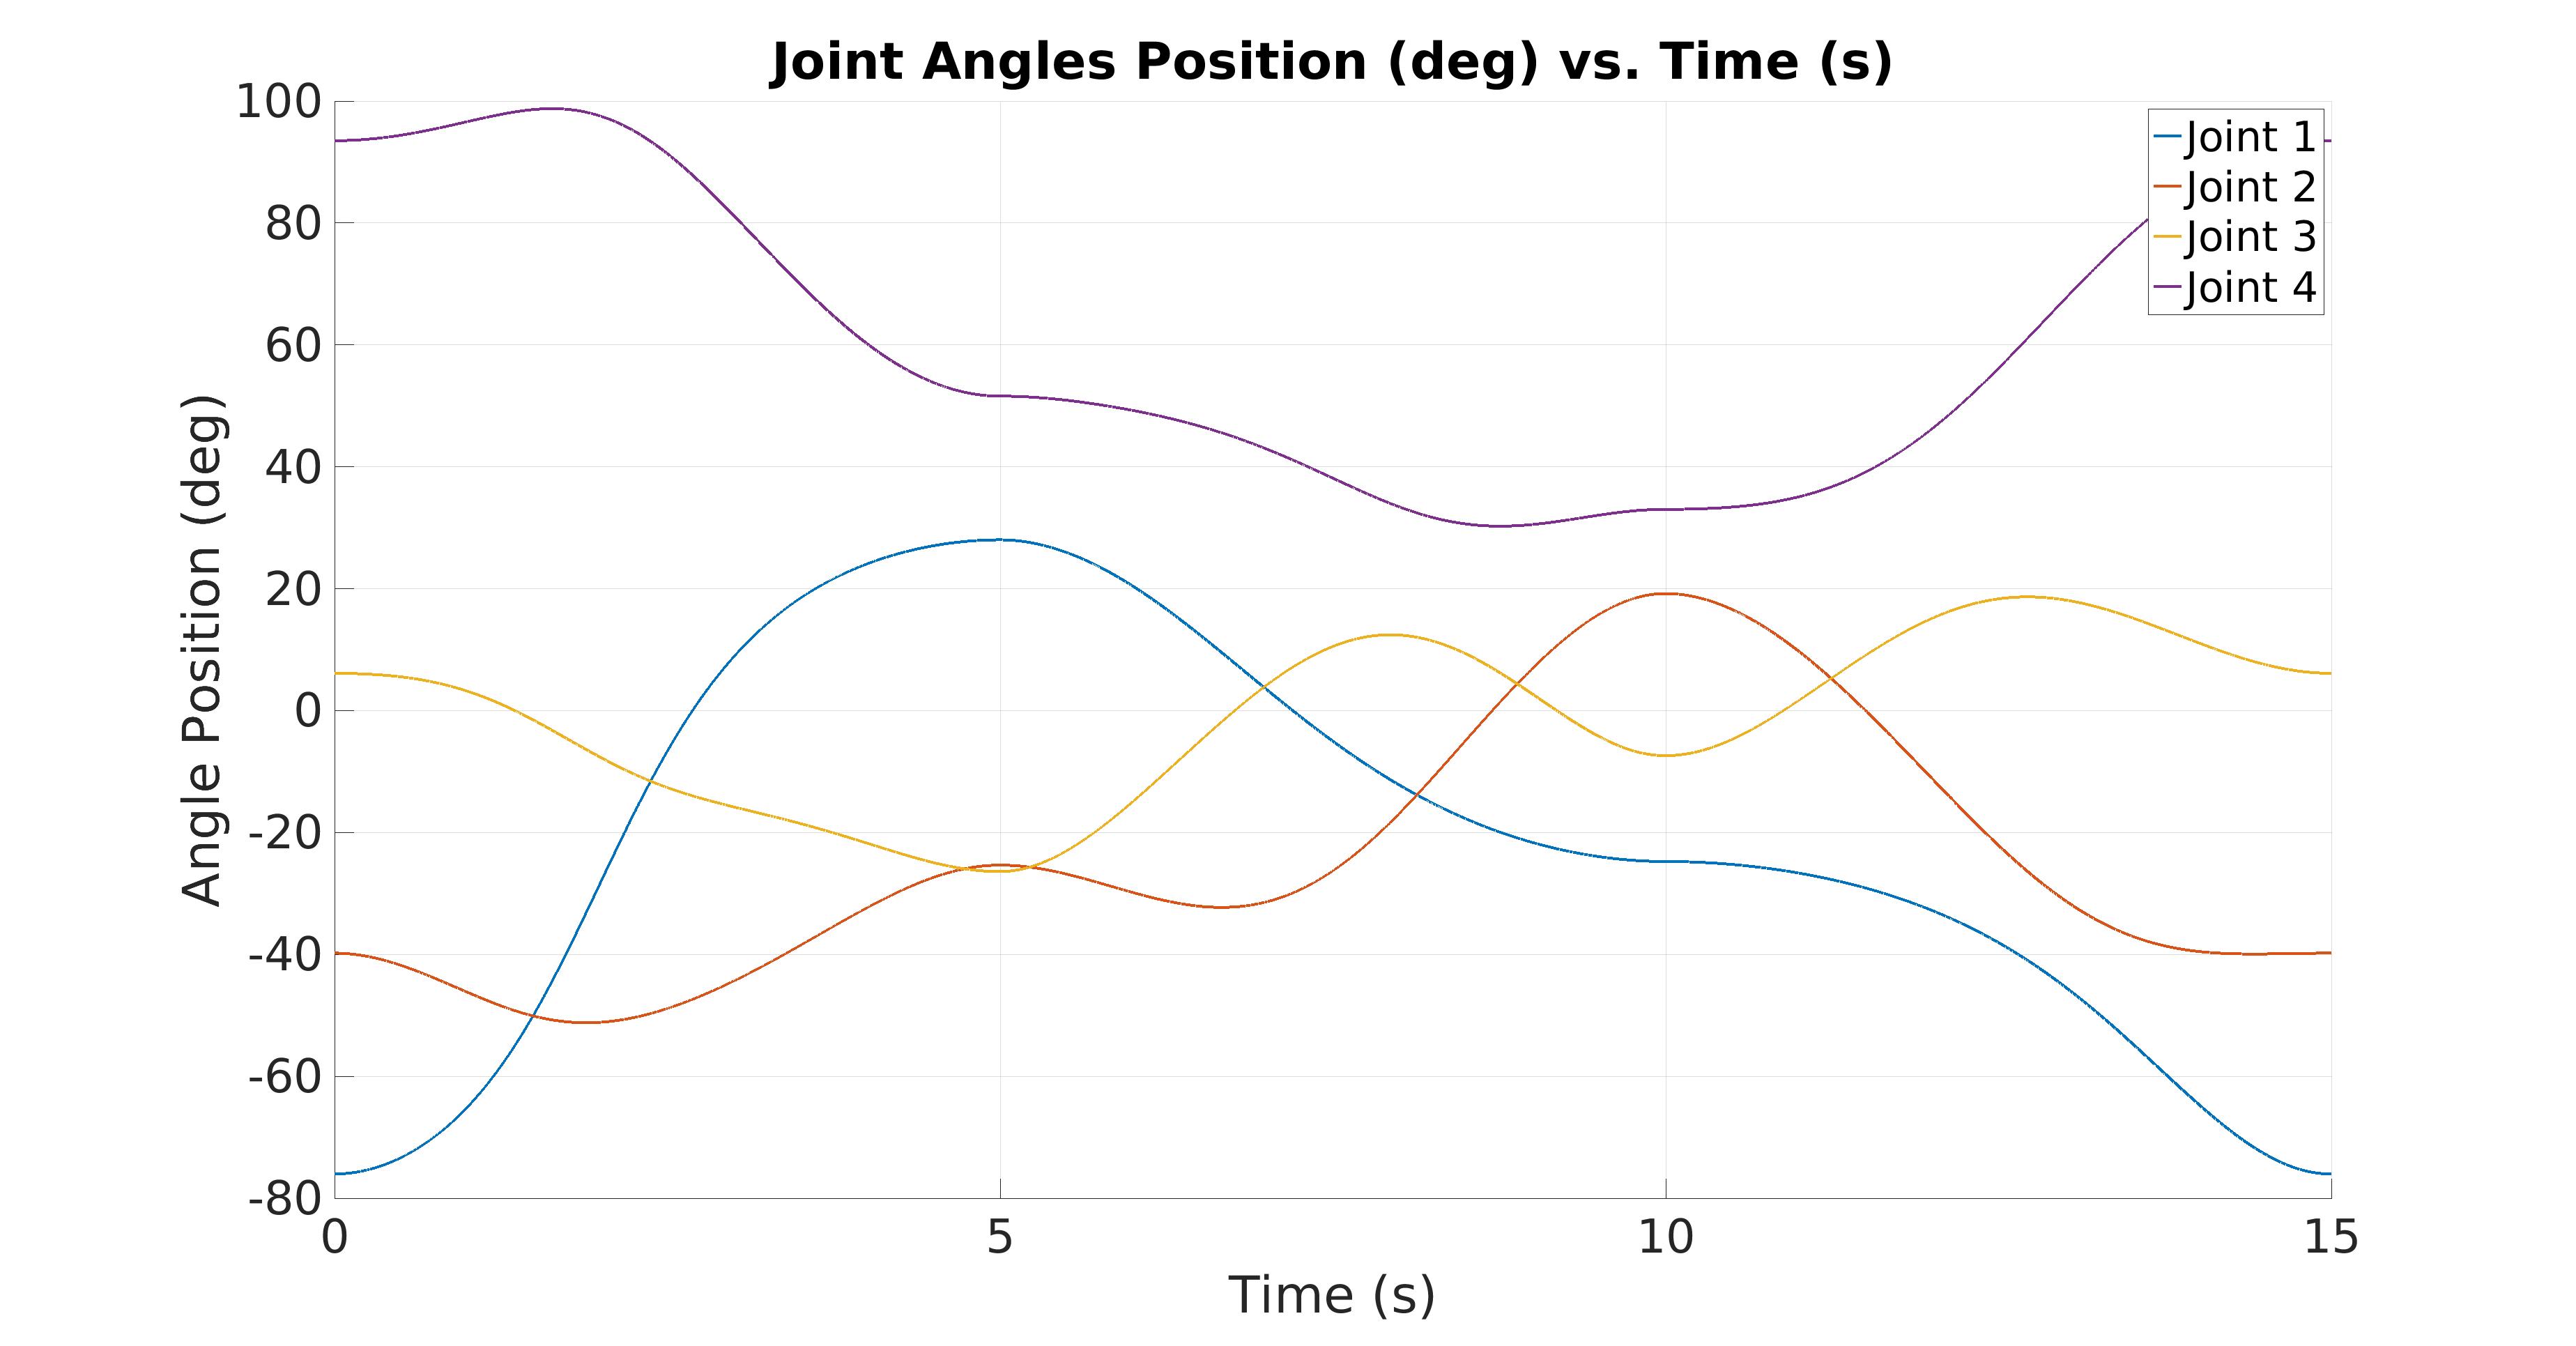 Joint Angles Position (deg) vs. Time (s)
Joint 1
Joint 2
Joint 3
Joint 4
Angle Position (deg)
100
80
60
40
20
0
-20
-40
-60
-80
0 5 10 15
Time (s)